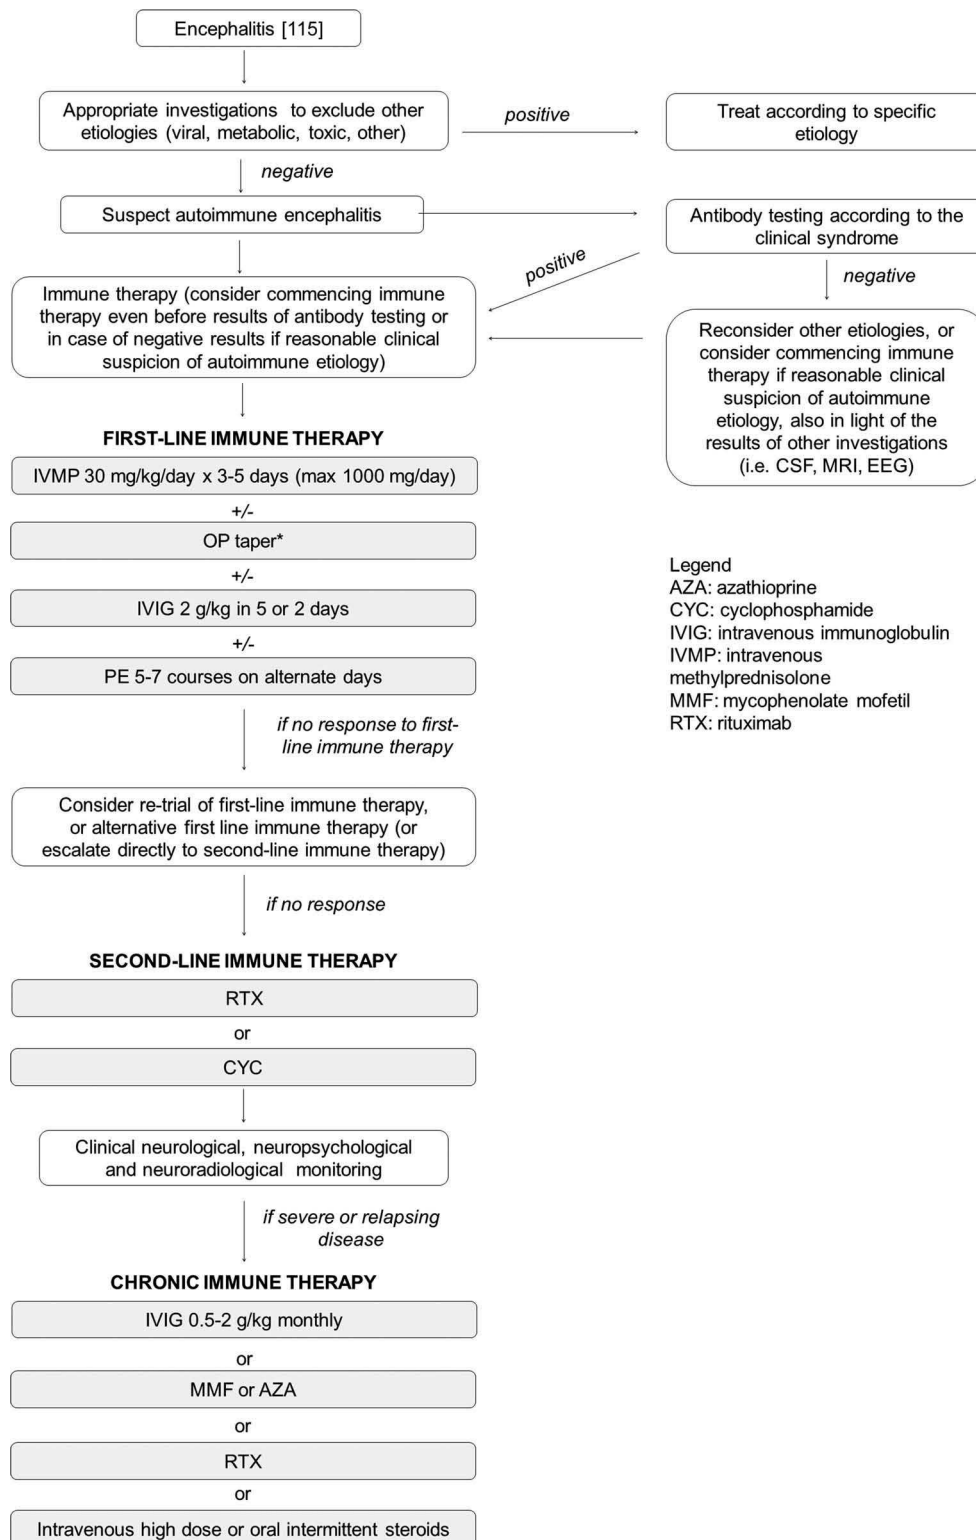 Encephalitis [115]
Appropriate investigations to exclude other
etiologies (viral, metabolic, toxic, other)
positive
Treat according to specific
etiology
negative
Suspect autoimmune encephalitis
Antibody testing according to the
clinical syndrome
positive
negative
Immune therapy (consider commencing immune
therapy even before results of antibody testing or
in case of negative results if reasonable clinical
suspicion of autoimmune etiology)
Reconsider other etiologies, or
consider commencing immune
therapy if reasonable clinical
suspicion of autoimmune
etiology, also in light of the
results of other investigations
(i.e. CSF, MRI, EEG)
FIRST-LINE IMMUNE THERAPY
IVMP 30 mg/kg/day x 3-5 days (max 1000 mg/day)
+/-
OP taper*
+/-
IVIG 2 g/kg in 5 or 2 days
+/-
PE 5-7 courses on alternate days
Legend
AZA: azathioprine
CYC: cyclophosphamide
IVIG: intravenous immunoglobulin
IVMP: intravenous
methylprednisolone
MMF: mycophenolate mofetil
RTX: rituximab
if no response to first-
line immune therapy
Consider re-trial of first-line immune therapy,
or alternative first line immune therapy (or
escalate directly to second-line immune therapy)
if no response
SECOND-LINE IMMUNE THERAPY
RTX
or
CYC
Clinical neurological, neuropsychological
and neuroradiological monitoring
if severe or relapsing
disease
CHRONIC IMMUNE THERAPY
IVIG 0.5-2 g/kg monthly
or
MMF or AZA
or
RTX
or
Intravenous high dose or oral intermittent steroids